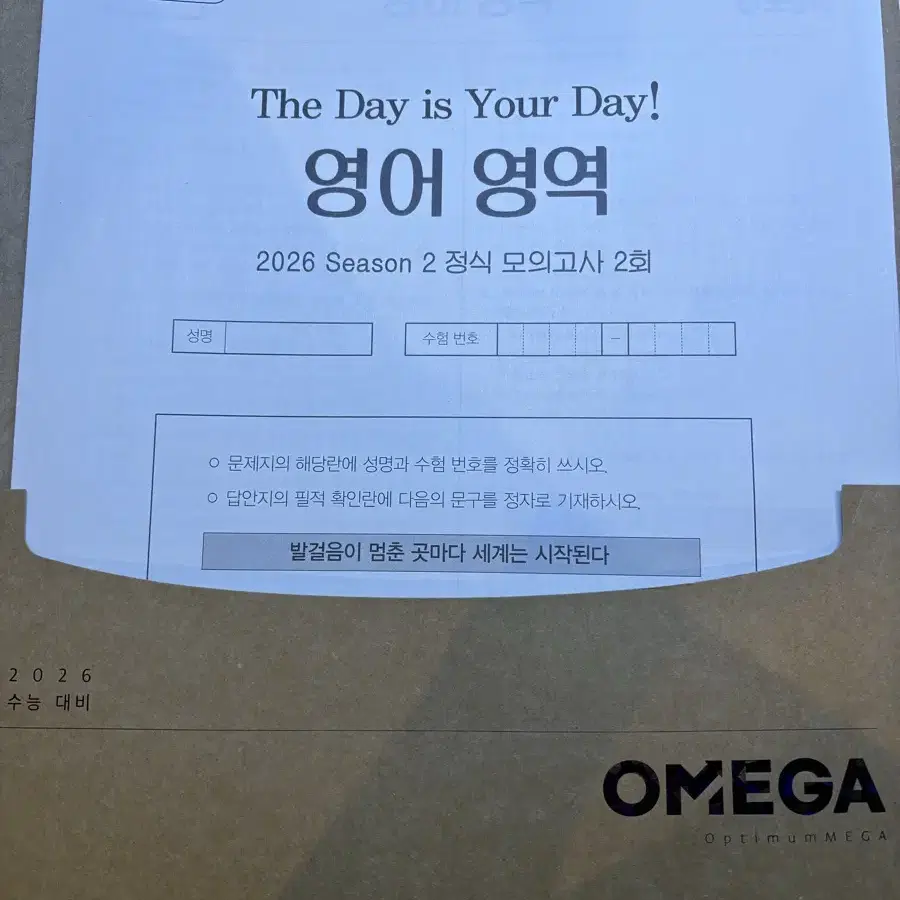 The Day is Your Day!
영어 영역
2026 Season 2 정식 모의고사 2회
성명
수험 번호 –
○ 문제지의 해당란에 성명과 수험 번호를 정확히 쓰시오.
○ 답안지의 필적 확인란에 다음의 문구를 정자로 기재하시오.
발걸음이 멈춘 곳마다 세계는 시작된다
2026
수능 대비
OMEGA
OptimumMEGA